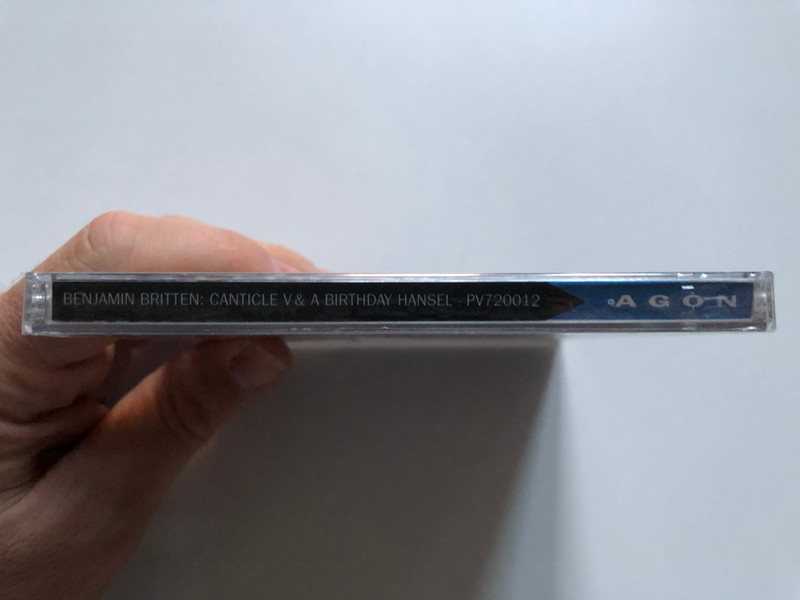 BENJAMIN BRITTEN: CANTICLE V & A BIRTHDAY HANSEL - PV720012
AGON